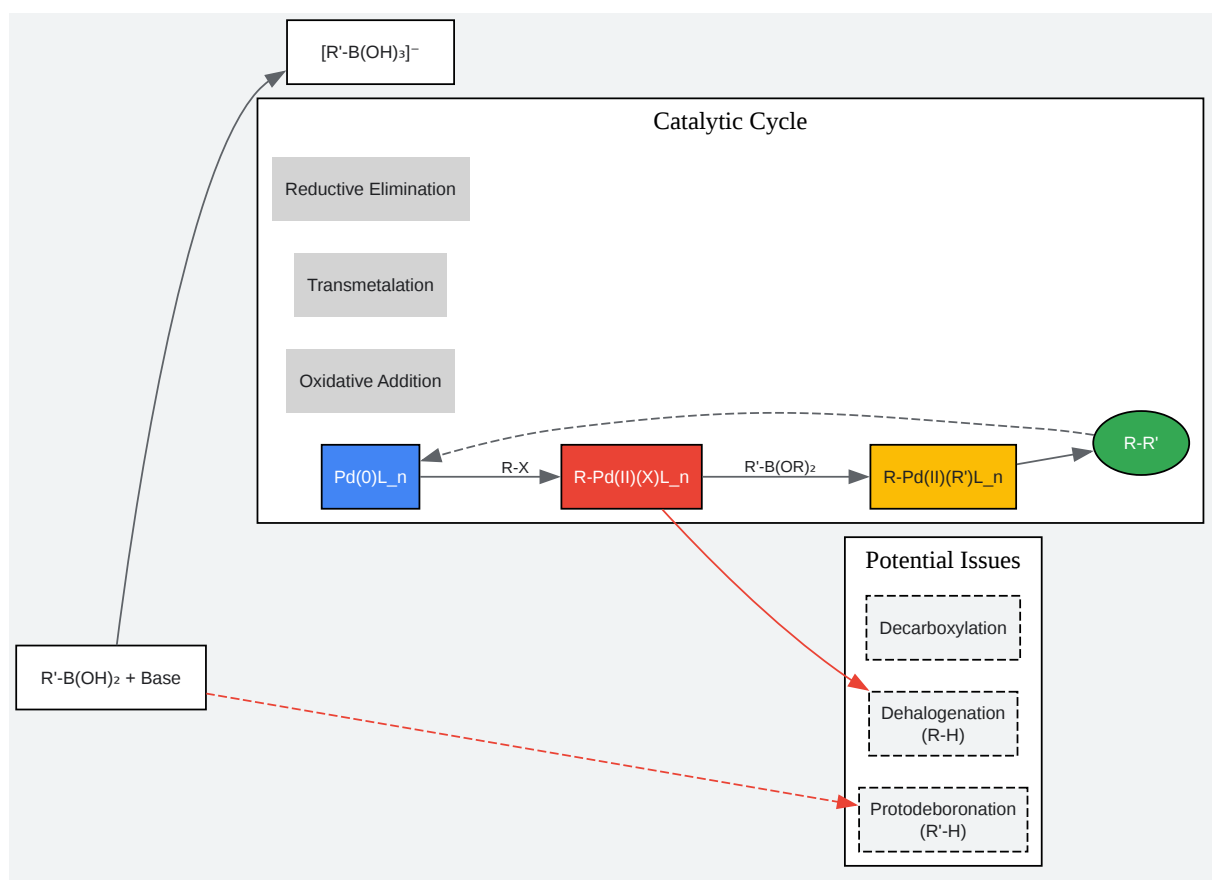 [R'-B(OH)₃]⁻
Catalytic Cycle
Reductive Elimination
Transmetalation
Oxidative Addition
R-R'
Pd(0)L_n
R-X
R-Pd(II)(X)L_n
R'-B(OR)₂
R-Pd(II)(R')L_n
Potential Issues
Decarboxylation
R'-B(OH)₂ + Base
Dehalogenation
(R-H)
Protodeboronation
(R'-H)